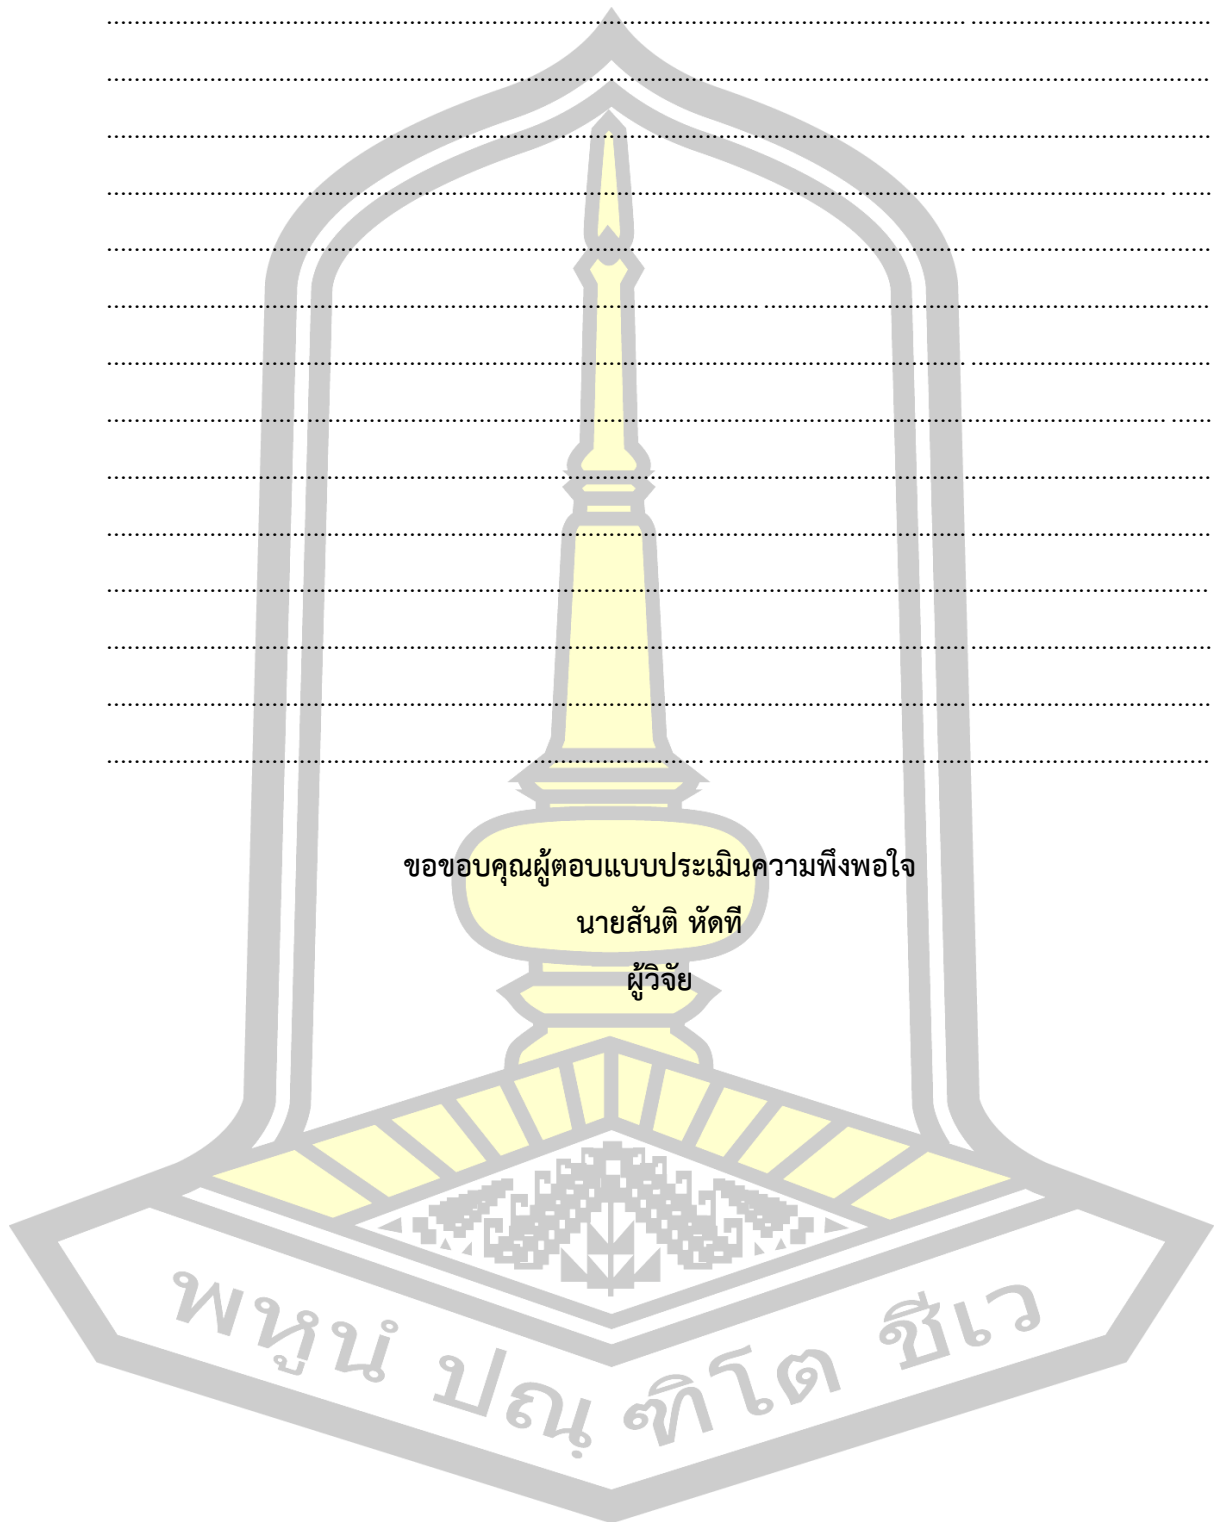 ขอขอบคุณผู้ตอบแบบประเมินความพึงพอใจ
นายสันติ หัดที
ผู้วิจัย
พหูนํ ปณฺฑิโต ชีเว